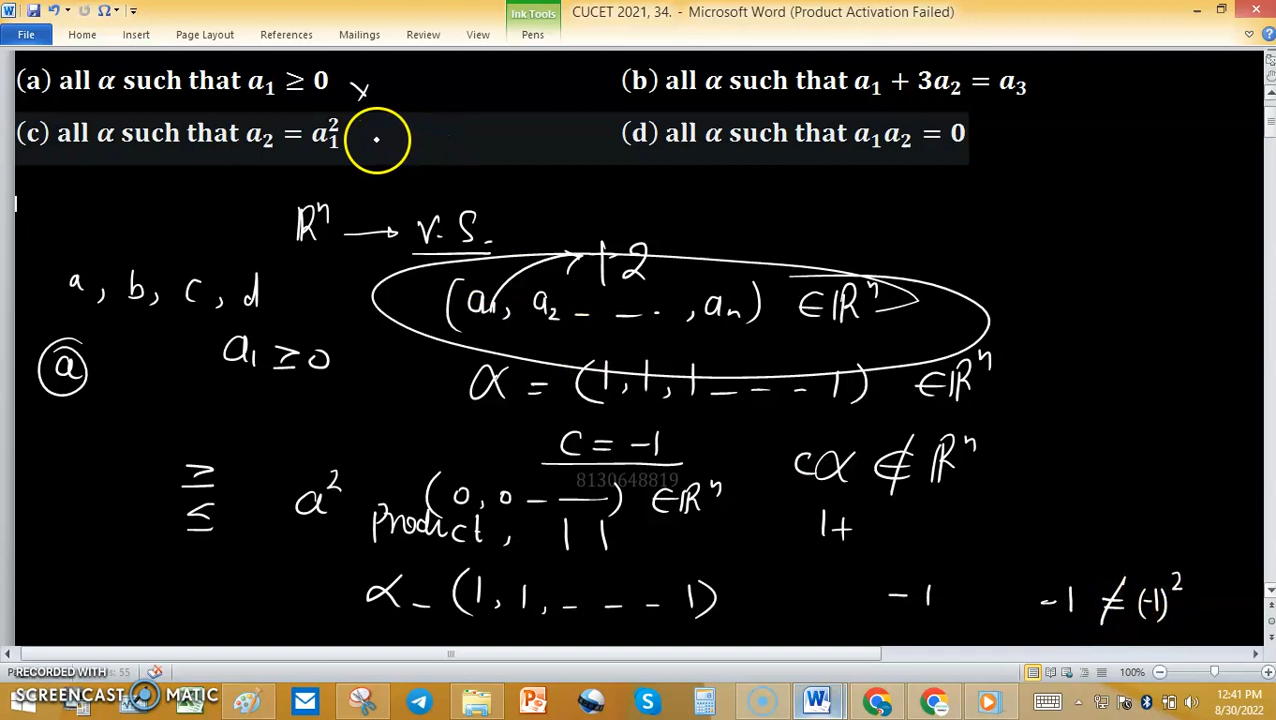 CUCET 2021, 34. - Microsoft Word (Product Activation Failed)
Ink Tools
File Home Insert Page Layout References Mailings Review View Pens
(a) all α such that a₁ ≥ 0 × (b) all α such that a₁ + 3a₂ = a₃
(c) all α such that a₂ = a₁² (d) all α such that a₁a₂ = 0
ℝⁿ → V.S.
12
a, b, c, d (a₁, a₂ - - - ., aₙ) ∈ ℝⁿ
ⓐ a₁ ≥ 0
α = (1, 1, 1 - - - 1) ∈ ℝⁿ
c = -1 cα ∉ ℝⁿ
8130648819
≥ a² (0, 0 - —) ∈ ℝⁿ
≤ product, | | 1+
α - (1, 1, - - - 1) -1 -1 ≠ (-1)²
RECORDED WITH : 55 100%
SCREENCAST MATIC
12:41 PM
8/30/2022